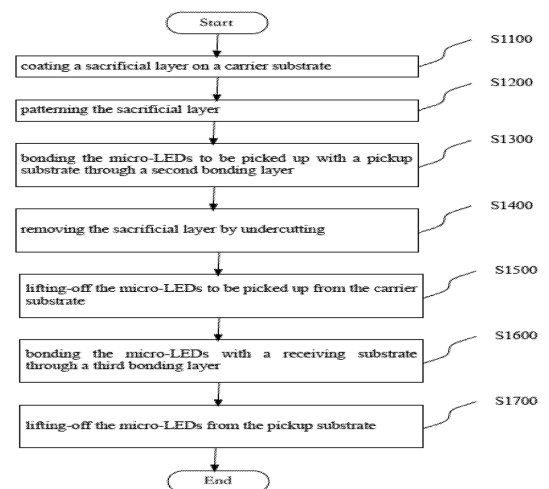 Start
S1100
coating a sacrificial layer on a carrier substrate
S1200
patterning the sacrificial layer
S1300
bonding the micro-LEDs to be picked up with a pickup
substrate through a second bonding layer
S1400
removing the sacrificial layer by undercutting
S1500
lifting-off the micro-LEDs to be picked up from the carrier
substrate
S1600
bonding the micro-LEDs with a receiving substrate
through a third bonding layer
S1700
lifting-off the micro-LEDs from the pickup substrate
End